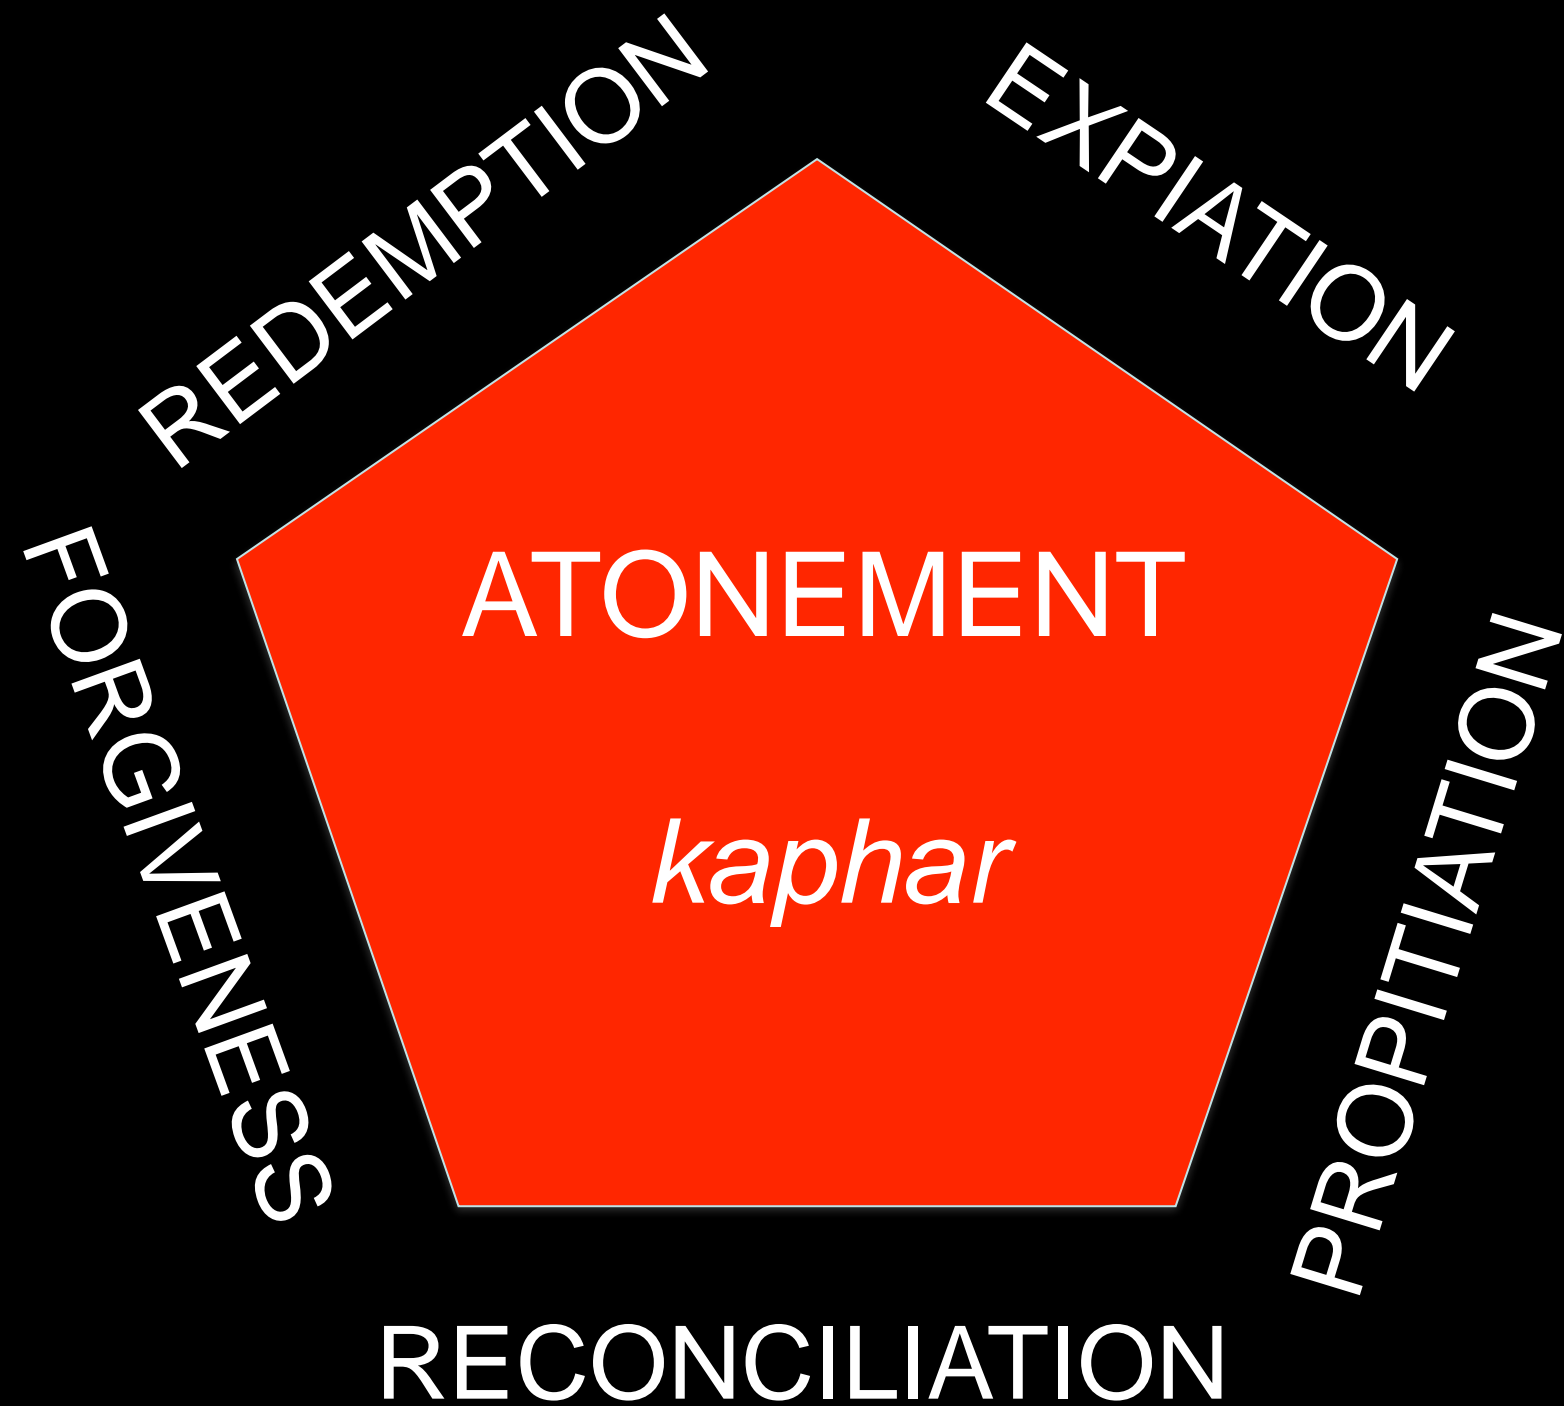 REDEMPTION
EXPIATION
FORGIVENESS
ATONEMENT
kaphar
PROPITIATION
RECONCILIATION